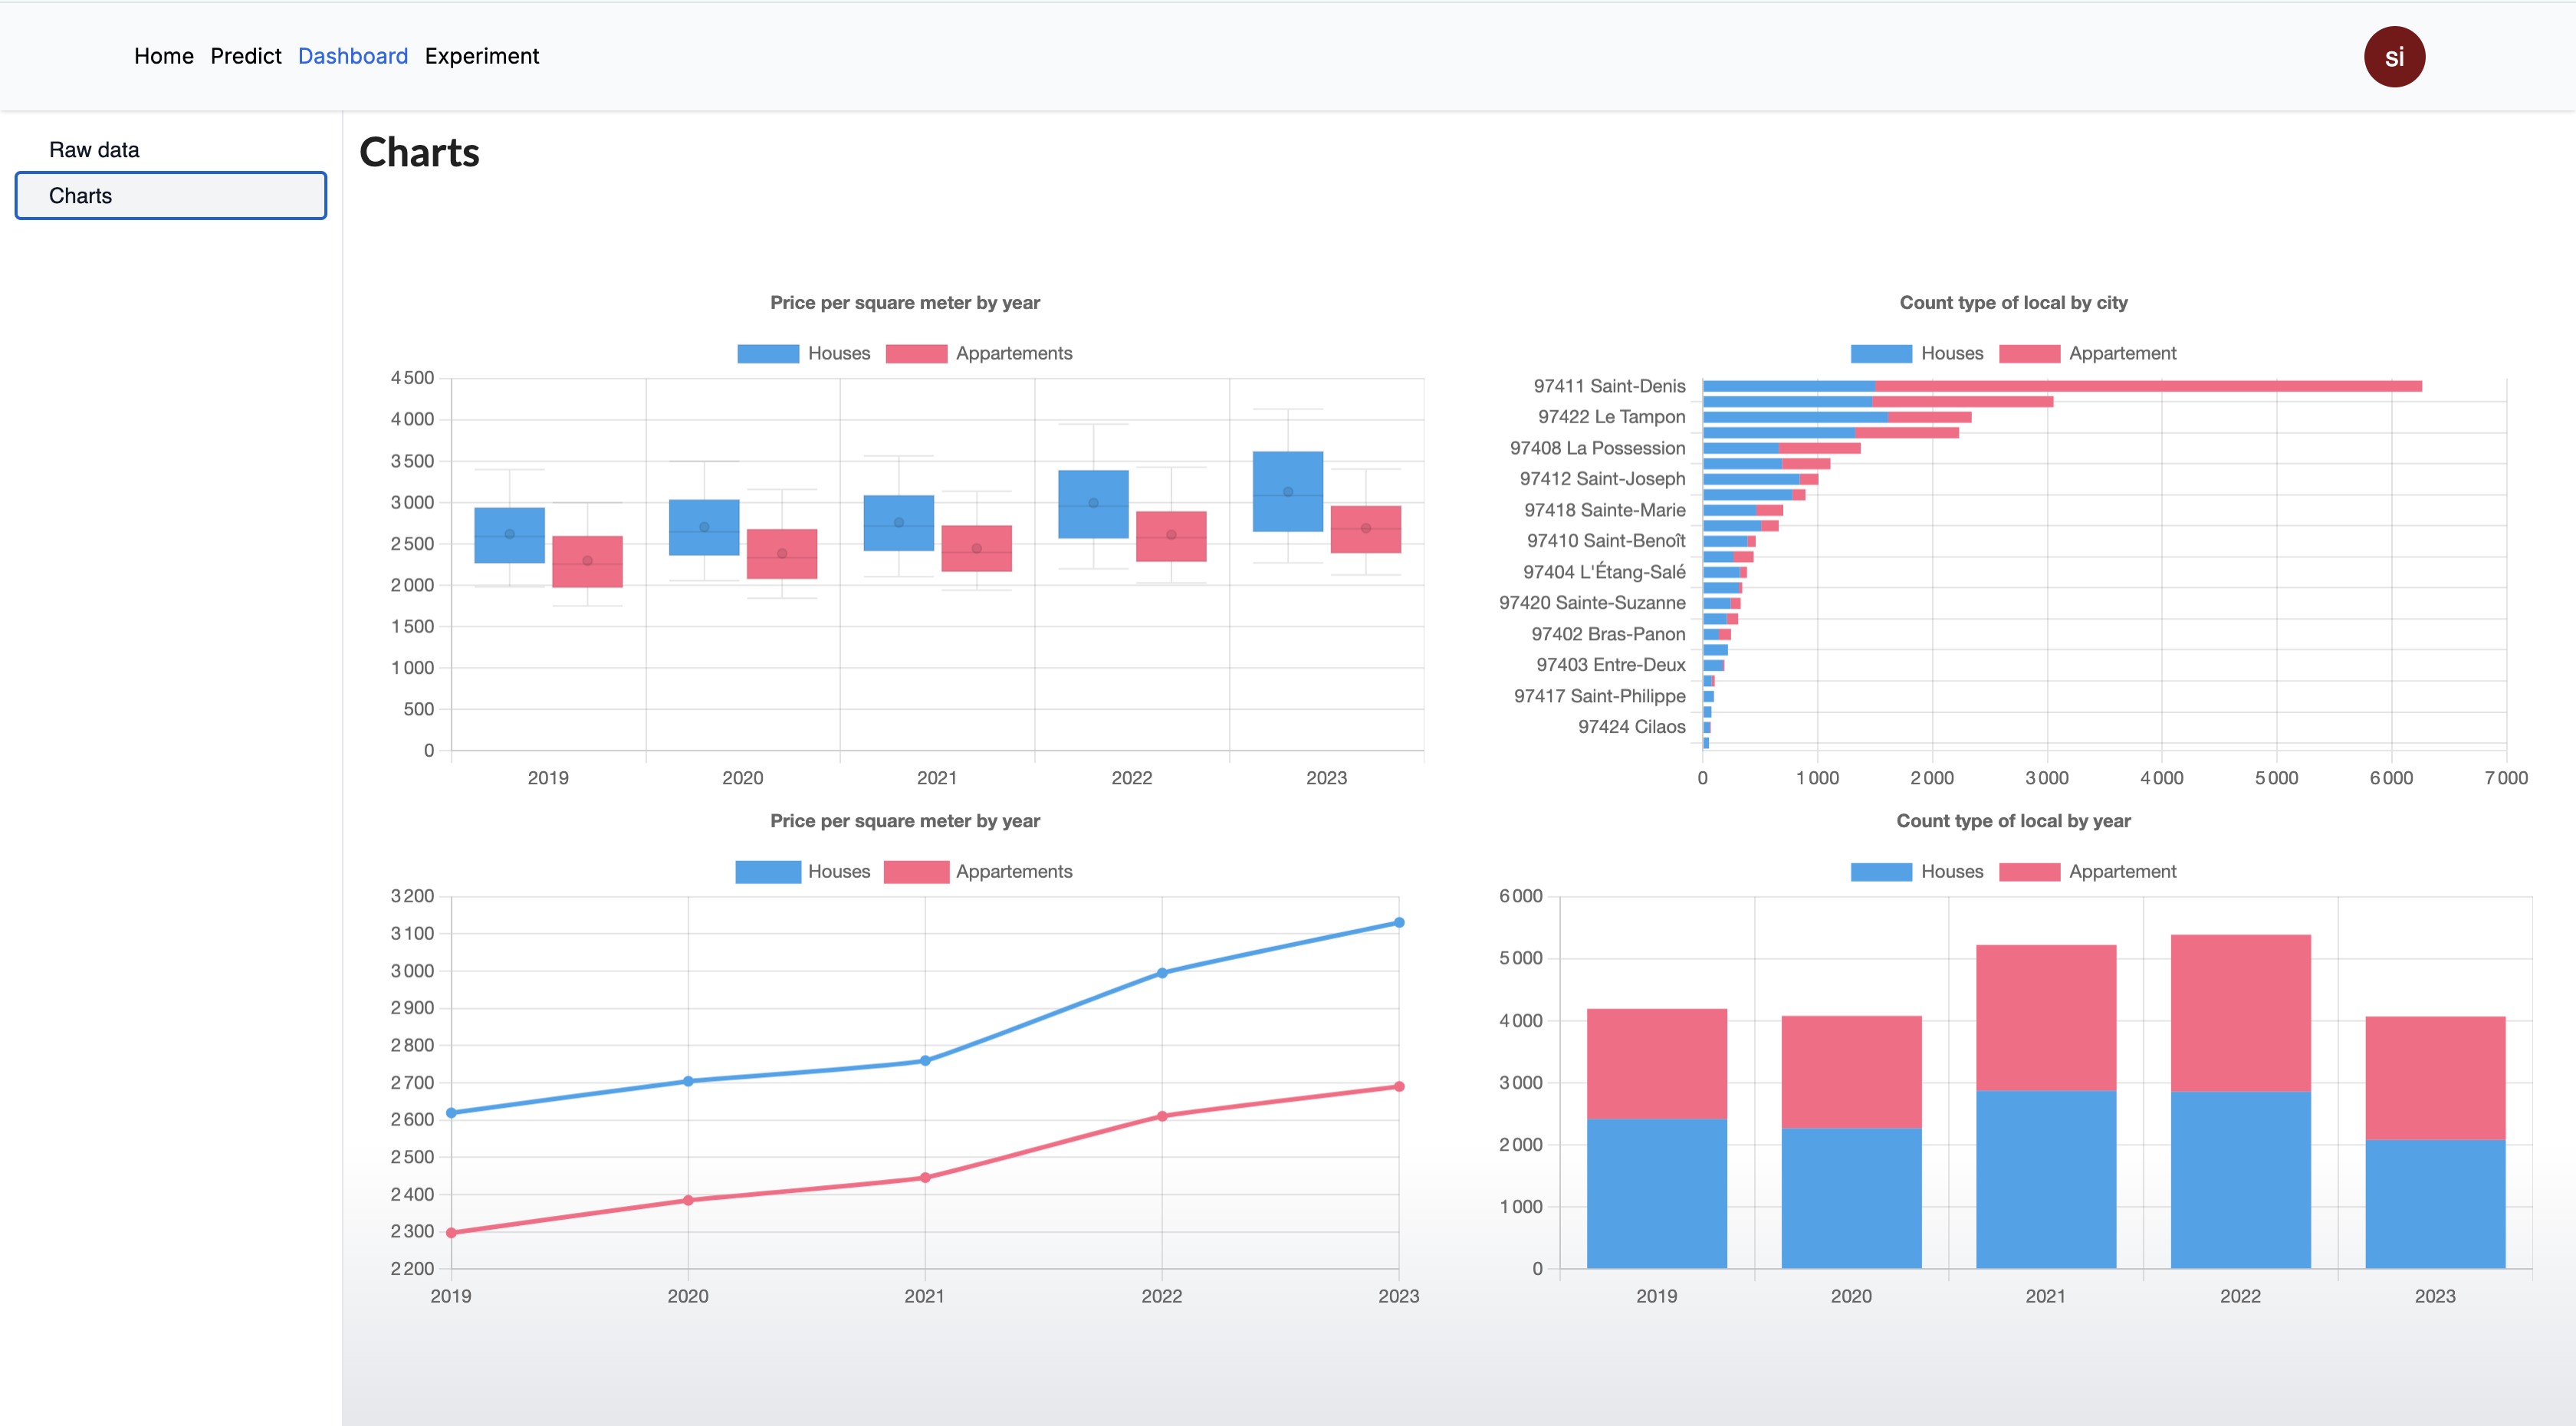 Home Predict Dashboard Experiment
si
Raw data
Charts
Charts
Price per square meter by year
Houses Appartements
4 500
4 000
3 500
3 000
2 500
2 000
1 500
1 000
500
0
2019 2020 2021 2022 2023
Count type of local by city
Houses Appartement
97411 Saint-Denis
97422 Le Tampon
97408 La Possession
97412 Saint-Joseph
97418 Sainte-Marie
97410 Saint-Benoît
97404 L'Étang-Salé
97420 Sainte-Suzanne
97402 Bras-Panon
97403 Entre-Deux
97417 Saint-Philippe
97424 Cilaos
0 1 000 2 000 3 000 4 000 5 000 6 000 7 000
Price per square meter by year
Houses Appartements
3 200
3 100
3 000
2 900
2 800
2 700
2 600
2 500
2 400
2 300
2 200
2019 2020 2021 2022 2023
Count type of local by year
Houses Appartement
6 000
5 000
4 000
3 000
2 000
1 000
0
2019 2020 2021 2022 2023